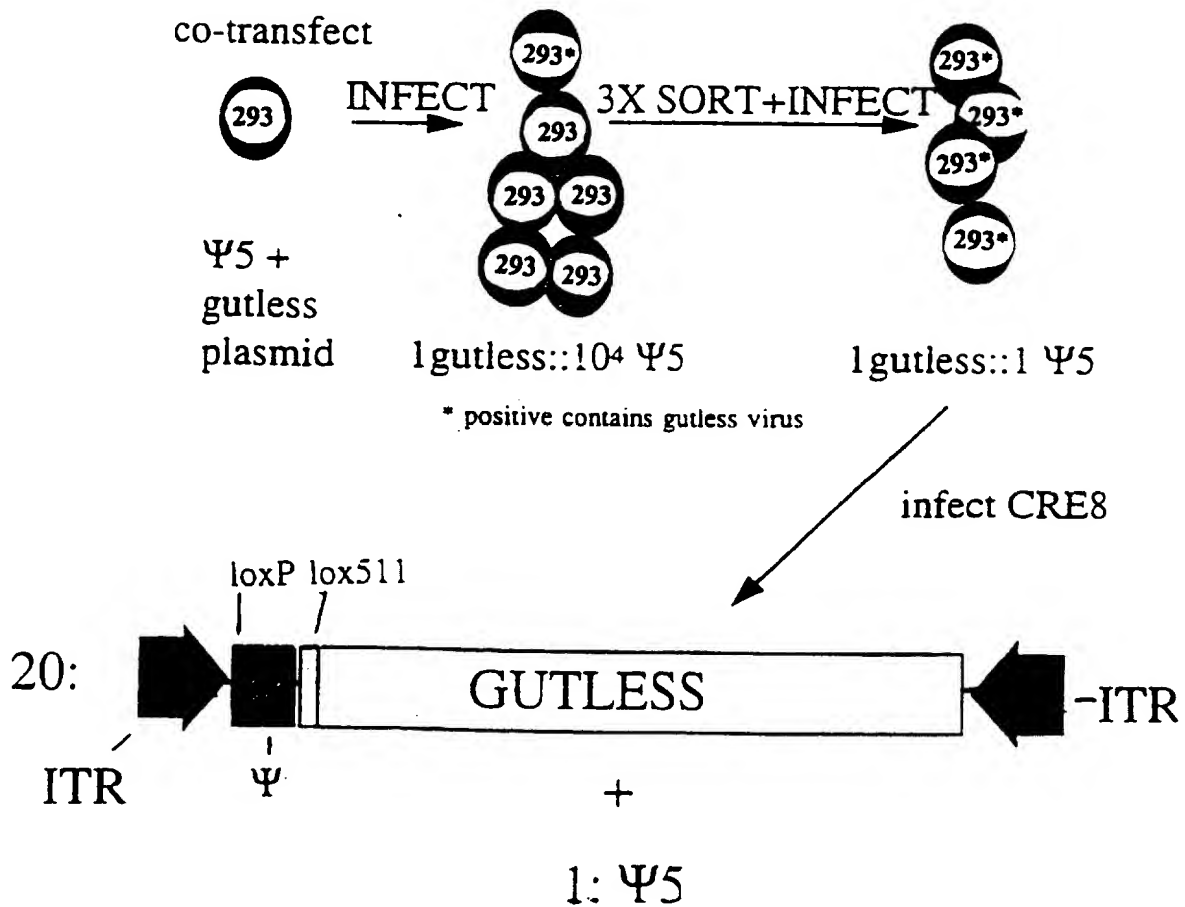 co-transfect
293
Ψ5 +
gutless
plasmid
INFECT
293*
293
293 293
293 293
1gutless::10⁴ Ψ5
3X SORT+INFECT
293*
293*
293*
293*
1gutless::1 Ψ5
* positive contains gutless virus
infect CRE8
loxP lox511
20:
GUTLESS
-ITR
ITR
Ψ
+
1: Ψ5